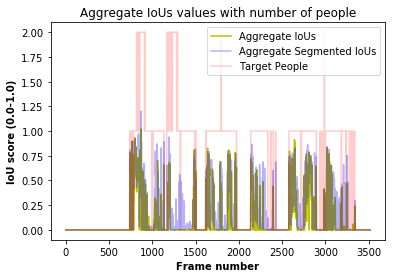 Aggregate IoUs values with number of people
Aggregate IoUs
Aggregate Segmented IoUs
Target People
IoU score (0.0-1.0)
2.00
1.75
1.50
1.25
1.00
0.75
0.50
0.25
0.00
0 500 1000 1500 2000 2500 3000 3500
Frame number